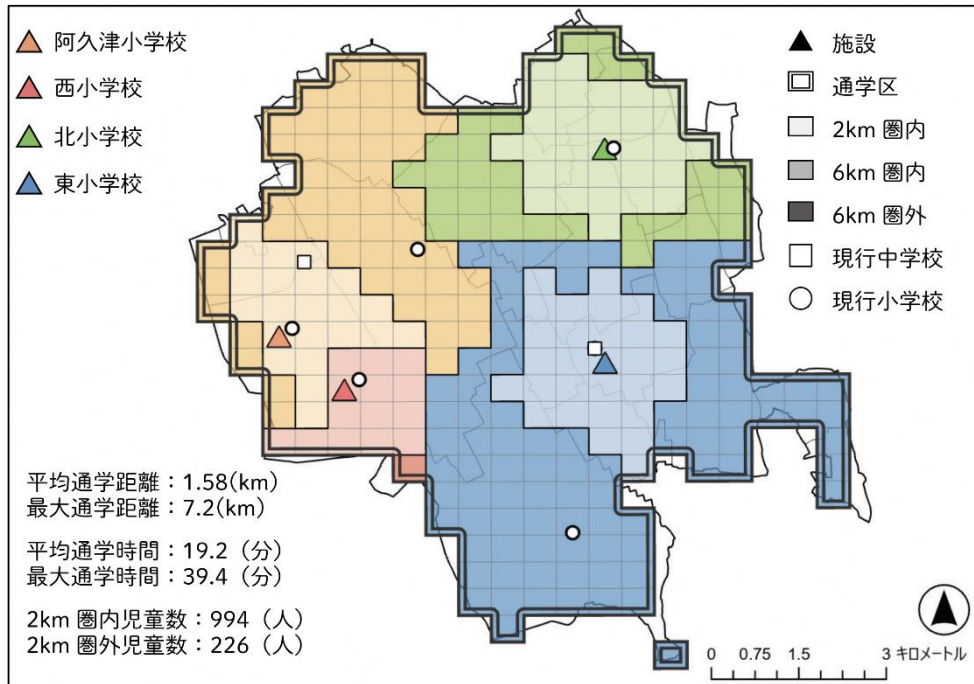 阿久津小学校
西小学校
北小学校
東小学校
施設
通学区
2km 圏内
6km 圏内
6km 圏外
現行中学校
現行小学校
平均通学距離：1.58(km)
最大通学距離：7.2(km)
平均通学時間：19.2（分）
最大通学時間：39.4（分）
2km 圏内児童数：994（人）
2km 圏外児童数：226（人）
0 0.75 1.5 3 キロメートル